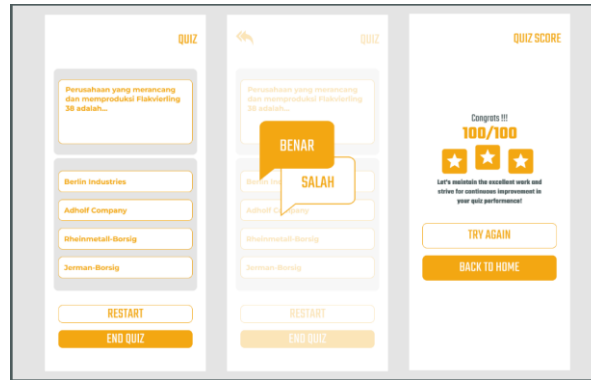 QUIZ
Perusahaan yang merancang
dan memproduksi Flakvierling
38 adalah...
Berlin Industries
Adholf Company
Rheinmetall-Borsig
Jerman-Borsig
RESTART
END QUIZ
QUIZ
Perusahaan yang merancang
dan memproduksi Flakvierling
38 adalah...
BENAR
SALAH
Adholf Company
Rheinmetall-Borsig
Jerman-Borsig
RESTART
END QUIZ
QUIZ SCORE
Congrats !!!
100/100
Let's maintain the excellent work and
strive for continuous improvement in
your quiz performance!
TRY AGAIN
BACK TO HOME